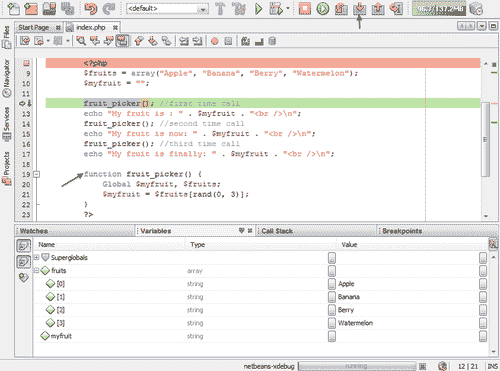 <default>
Start Page
index.php
Files
Navigator
Services
Projects
<?php
9 $fruits = array("Apple", "Banana", "Berry", "Watermelon");
10 $myfruit = "";
11
fruit_picker(); //first time call
13 echo "My fruit is : " . $myfruit . "<br />\n";
14 fruit_picker(); //second time call
15 echo "My fruit is now: " . $myfruit . "<br />\n";
16 fruit_picker(); //third time call
17 echo "My fruit is finally: " . $myfruit . "<br />\n";
18
19 function fruit_picker() {
20 Global $myfruit, $fruits;
21 $myfruit = $fruits[rand(0, 3)];
22 }
23 ?>
Watches Variables Call Stack Breakpoints
Name Type Value
Superglobals
fruits array
[0] string Apple
[1] string Banana
[2] string Berry
[3] string Watermelon
myfruit string
netbeans-xdebug running 12 | 21 INS